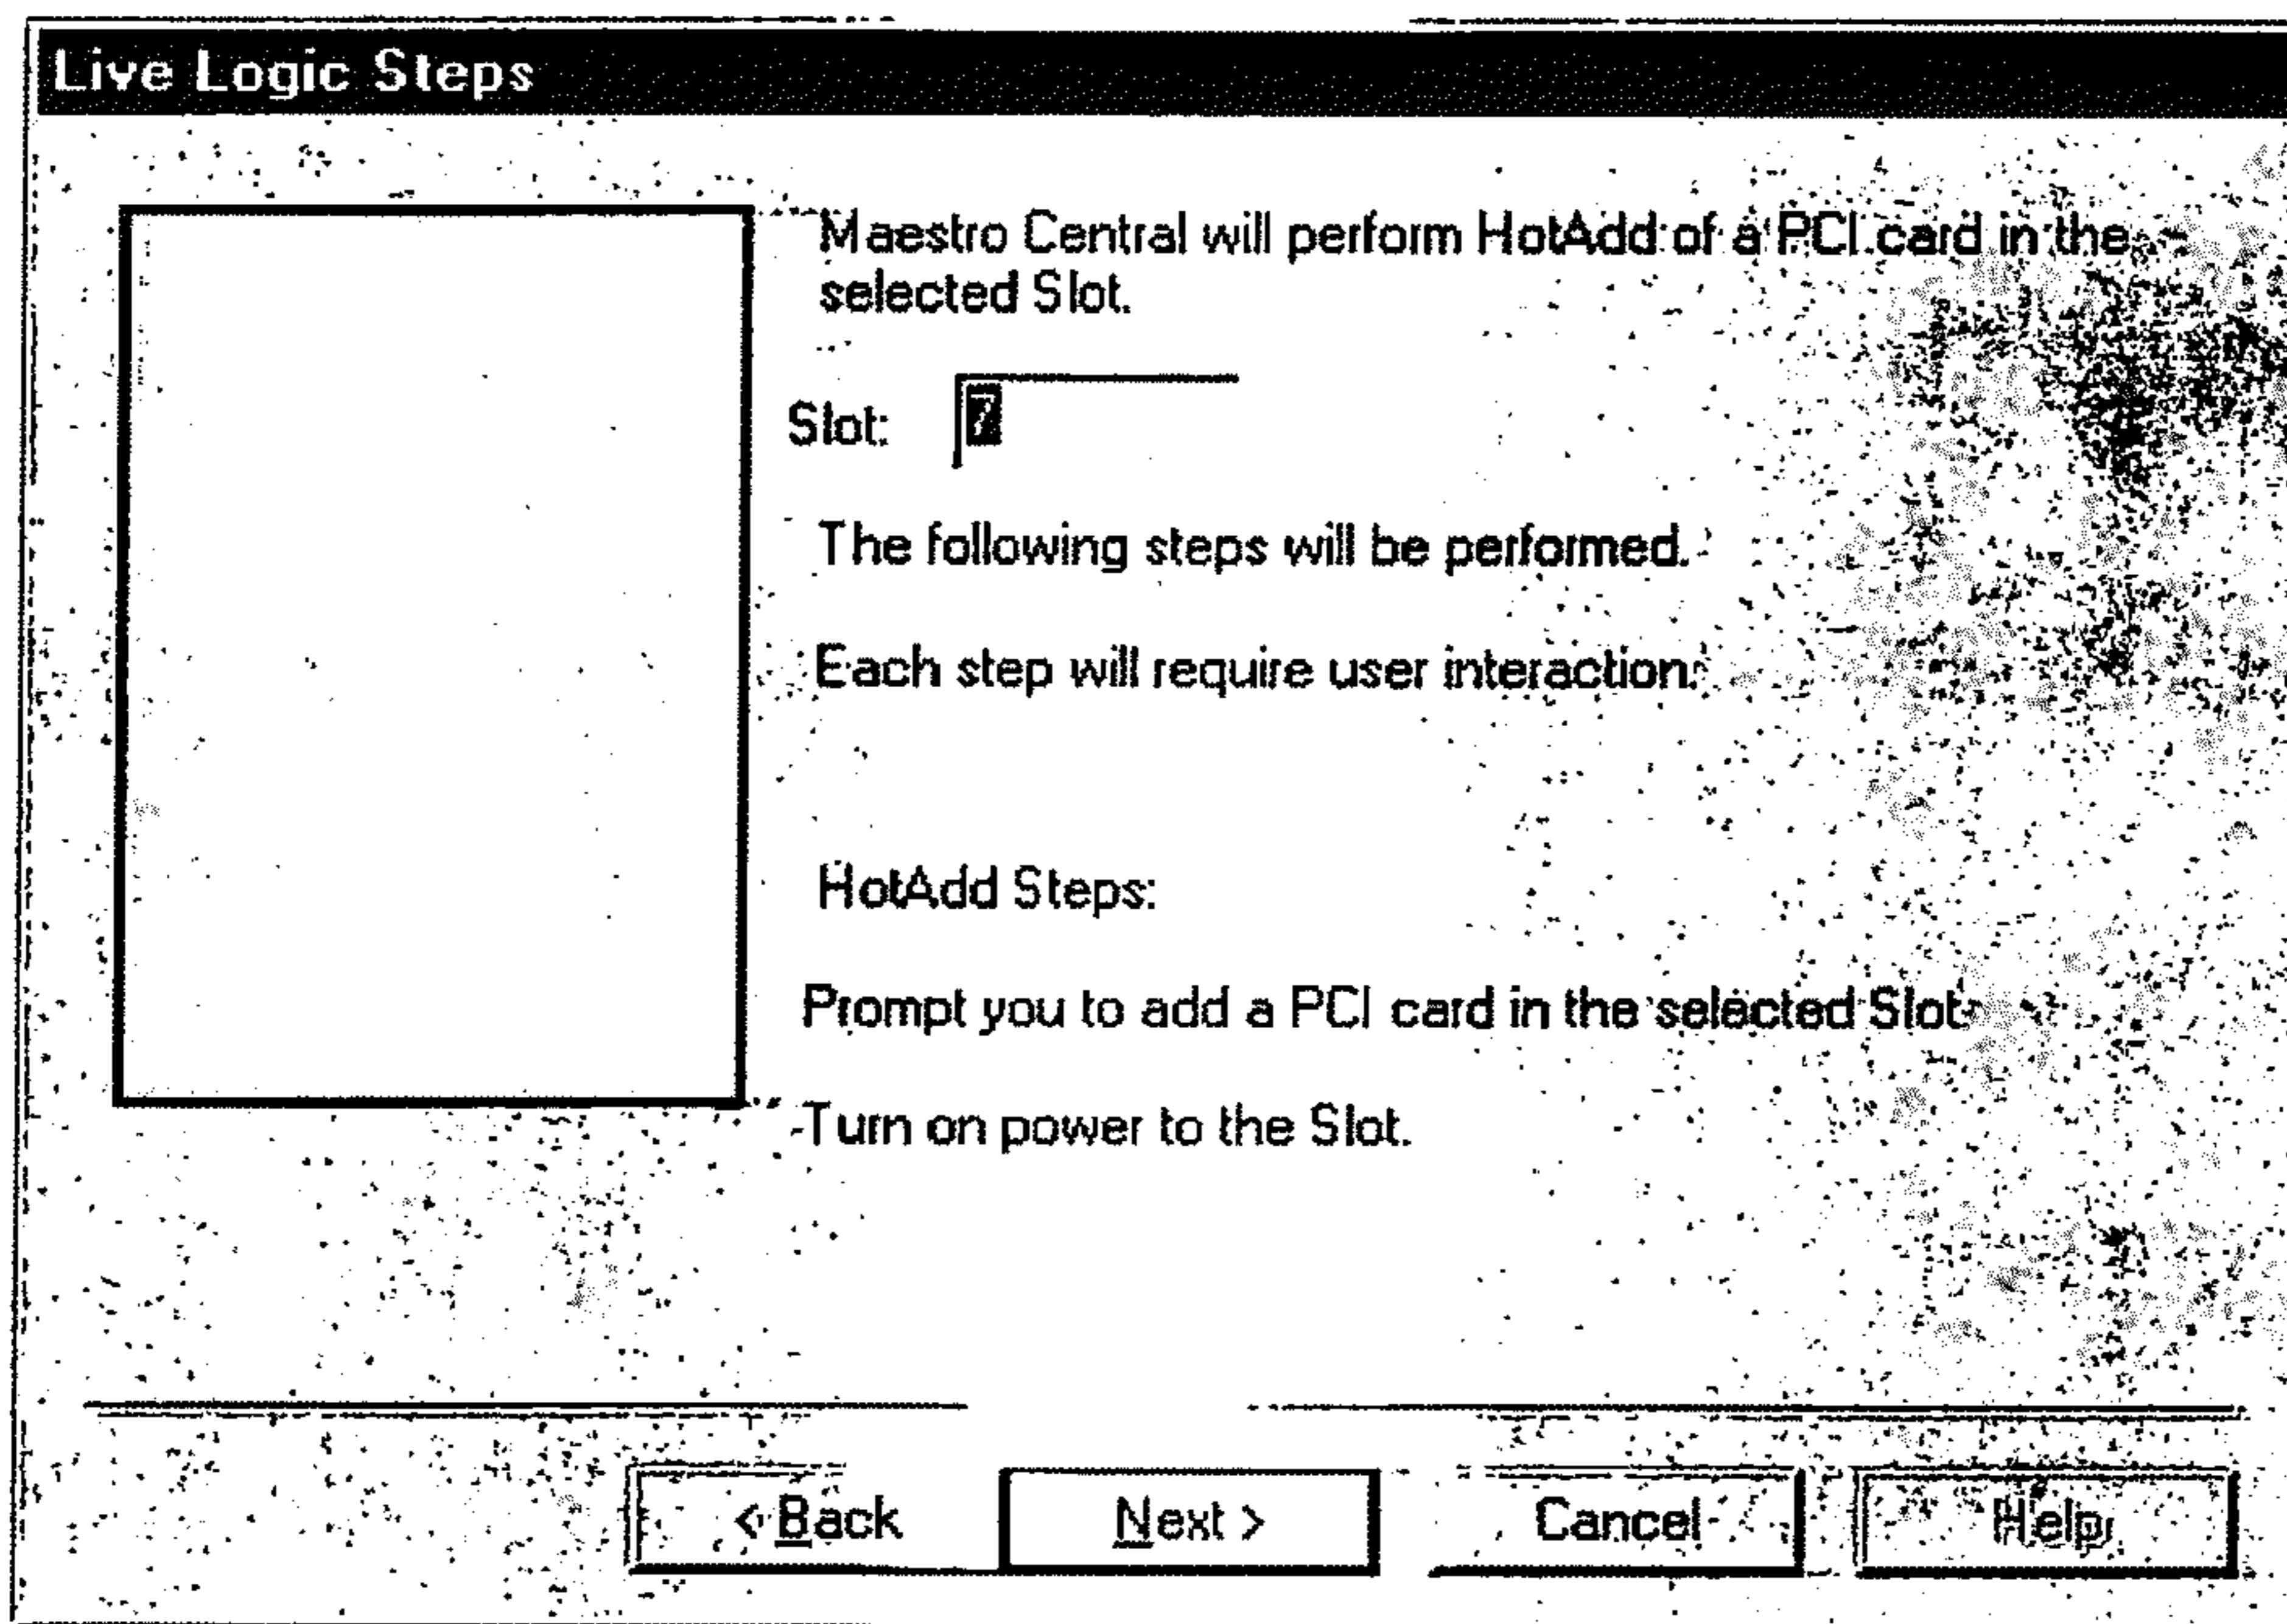 Live Logic Steps
Maestro Central will perform HotAdd of a PCI card in the
selected Slot.
Slot: 7
The following steps will be performed.
Each step will require user interaction.
HotAdd Steps:
Prompt you to add a PCI card in the selected Slot.
Turn on power to the Slot.
< Back Next > Cancel Help